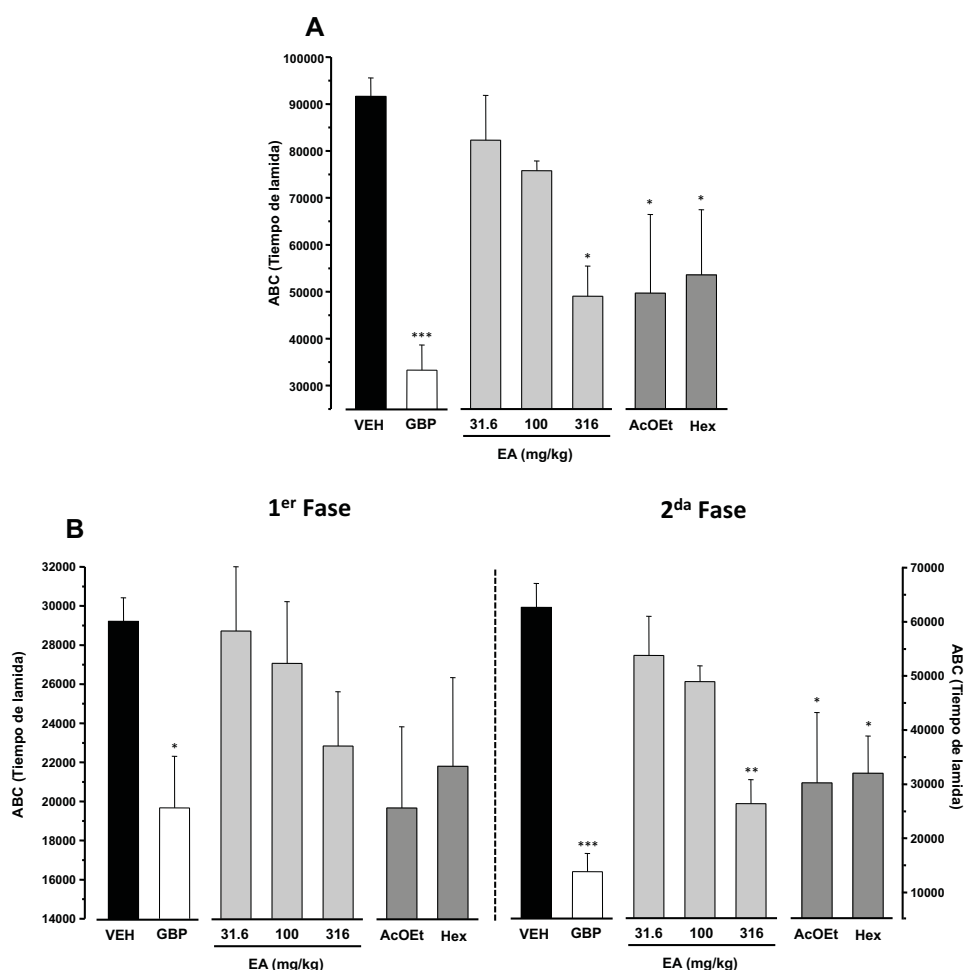 A
ABC (Tiempo de lamida)
100000
90000
80000
70000
60000
50000
40000
30000
***
*
*
*
VEH GBP 31.6 100 316 AcOEt Hex
EA (mg/kg)
B
1er Fase
2da Fase
ABC (Tiempo de lamida)
32000
30000
28000
26000
24000
22000
20000
18000
16000
14000
*
VEH GBP 31.6 100 316 AcOEt Hex
EA (mg/kg)
***
**
*
*
VEH GBP 31.6 100 316 AcOEt Hex
EA (mg/kg)
70000
60000
50000
40000
30000
20000
10000
ABC (Tiempo de lamida)